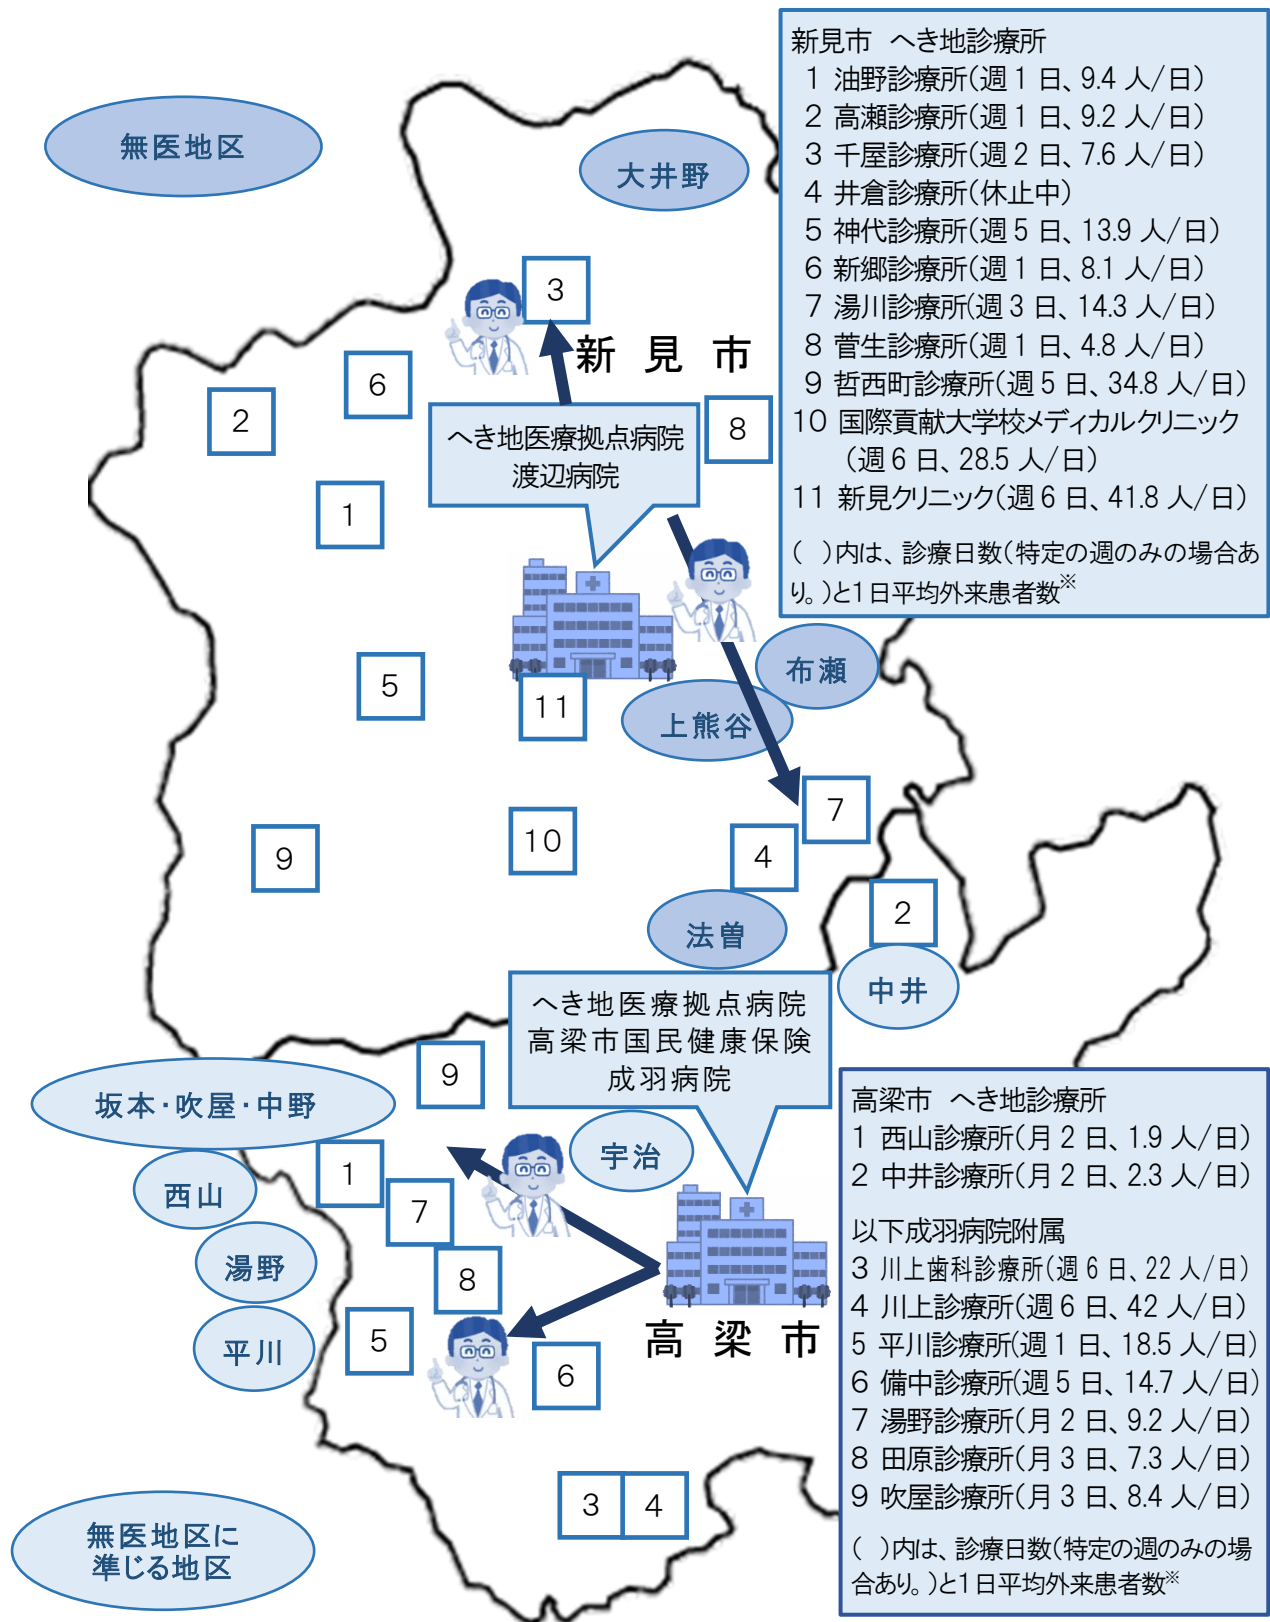 新見市 へき地診療所
1 油野診療所(週1日、9.4人/日)
2 高瀬診療所(週1日、9.2人/日)
3 千屋診療所(週2日、7.6人/日)
4 井倉診療所(休止中)
5 神代診療所(週5日、13.9人/日)
6 新郷診療所(週1日、8.1人/日)
7 湯川診療所(週3日、14.3人/日)
8 菅生診療所(週1日、4.8人/日)
9 哲西町診療所(週5日、34.8人/日)
10 国際貢献大学校メディカルクリニック
(週6日、28.5人/日)
11 新見クリニック(週6日、41.8人/日)
( )内は、診療日数(特定の週のみの場合あ
り。)と1日平均外来患者数※
無医地区
大井野
3
新見市
6
2
8
へき地医療拠点病院
渡辺病院
1
布瀬
5
11
上熊谷
7
10
4
9
2
法曽
中井
へき地医療拠点病院
高梁市国民健康保険
成羽病院
9
坂本・吹屋・中野
宇治
1
西山
7
湯野
8
高梁市
5
平川
6
3
4
無医地区に
準じる地区
高梁市 へき地診療所
1 西山診療所(月2日、1.9人/日)
2 中井診療所(月2日、2.3人/日)
以下成羽病院附属
3 川上歯科診療所(週6日、22人/日)
4 川上診療所(週6日、42人/日)
5 平川診療所(週1日、18.5人/日)
6 備中診療所(週5日、14.7人/日)
7 湯野診療所(月2日、9.2人/日)
8 田原診療所(月3日、7.3人/日)
9 吹屋診療所(月3日、8.4人/日)
( )内は、診療日数(特定の週のみの場
合あり。)と1日平均外来患者数※